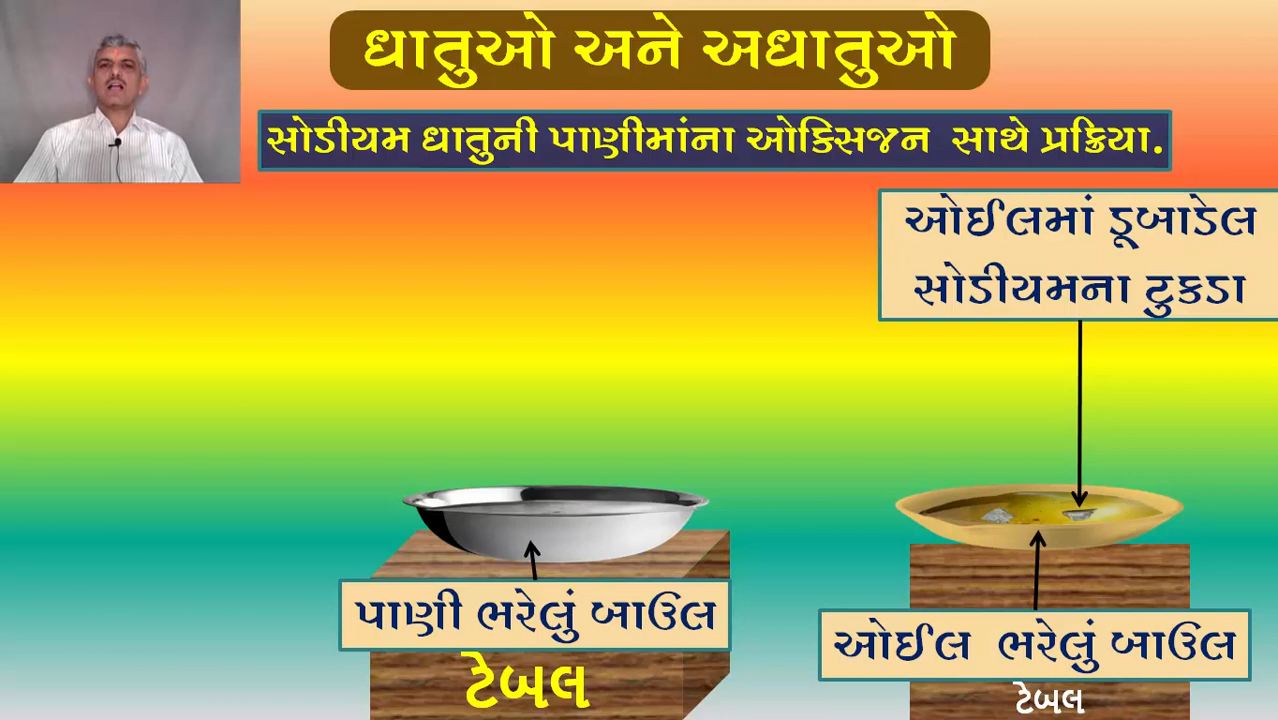 ધાતુઓ અને અધાતુઓ
સોડીયમ ધાતુની પાણીમાંના ઓક્સિજન સાથે પ્રક્રિયા.
ઓઈલમાં ડૂબાડેલ
સોડીયમના ટુકડા
પાણી ભરેલું બાઉલ
ટેબલ
ઓઈલ ભરેલું બાઉલ
ટેબલ